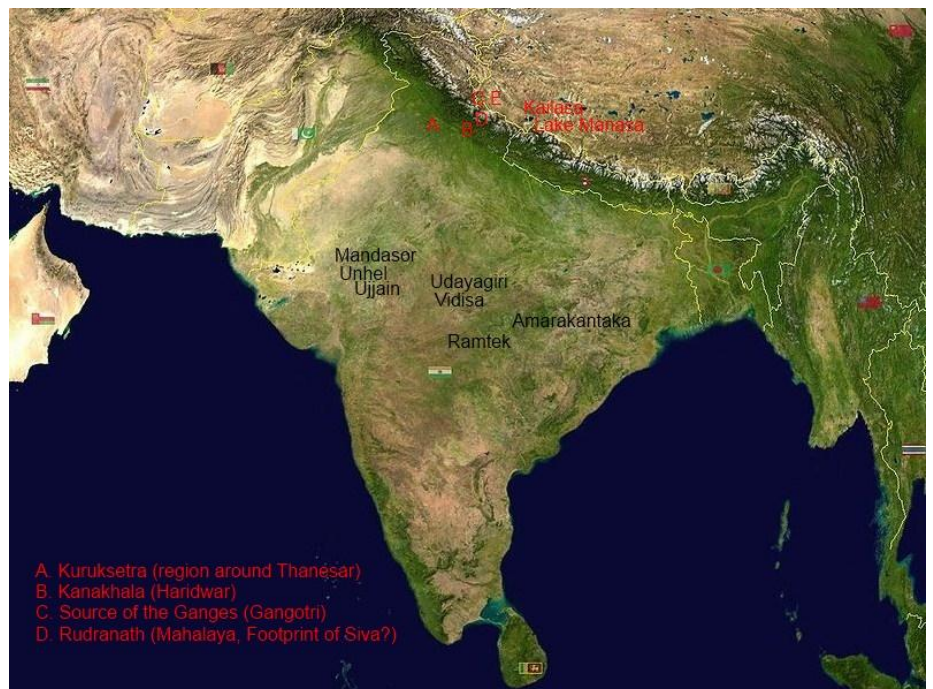 C E
Kailasa
D
A
B
Lake Manasa
Mandasor
Unhel
Ujjain
Udayagiri
Vidisa
Amarakantaka
Ramtek
A. Kuruksetra (region around Thanesar)
B. Kanakhala (Haridwar)
C. Source of the Ganges (Gangotri)
D. Rudranath (Mahalaya, Footprint of Siva?)